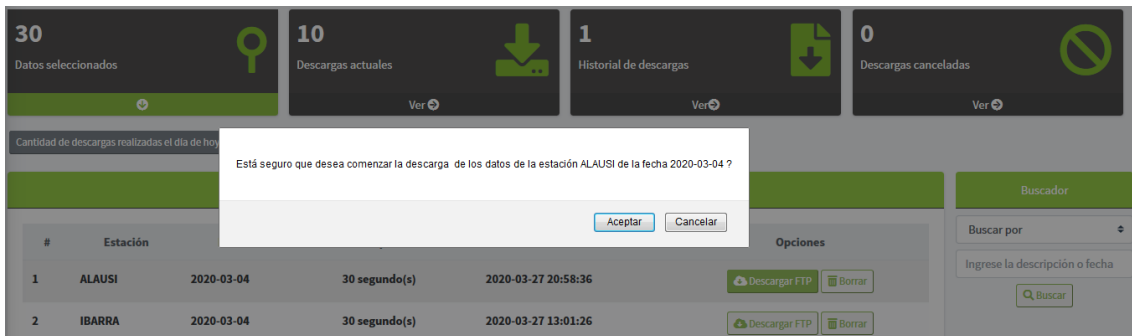 30
Datos seleccionados
10
Descargas actuales
Ver
1
Historial de descargas
Ver
0
Descargas canceladas
Ver
Cantidad de descargas realizadas el día de hoy
Está seguro que desea comenzar la descarga de los datos de la estación ALAUSI de la fecha 2020-03-04 ?
Aceptar Cancelar
# Estación Opciones
1 ALAUSI 2020-03-04 30 segundo(s) 2020-03-27 20:58:36 Descargar FTP Borrar
2 IBARRA 2020-03-04 30 segundo(s) 2020-03-27 13:01:26 Descargar FTP Borrar
Buscador
Buscar por
Ingrese la descripción o fecha
Buscar